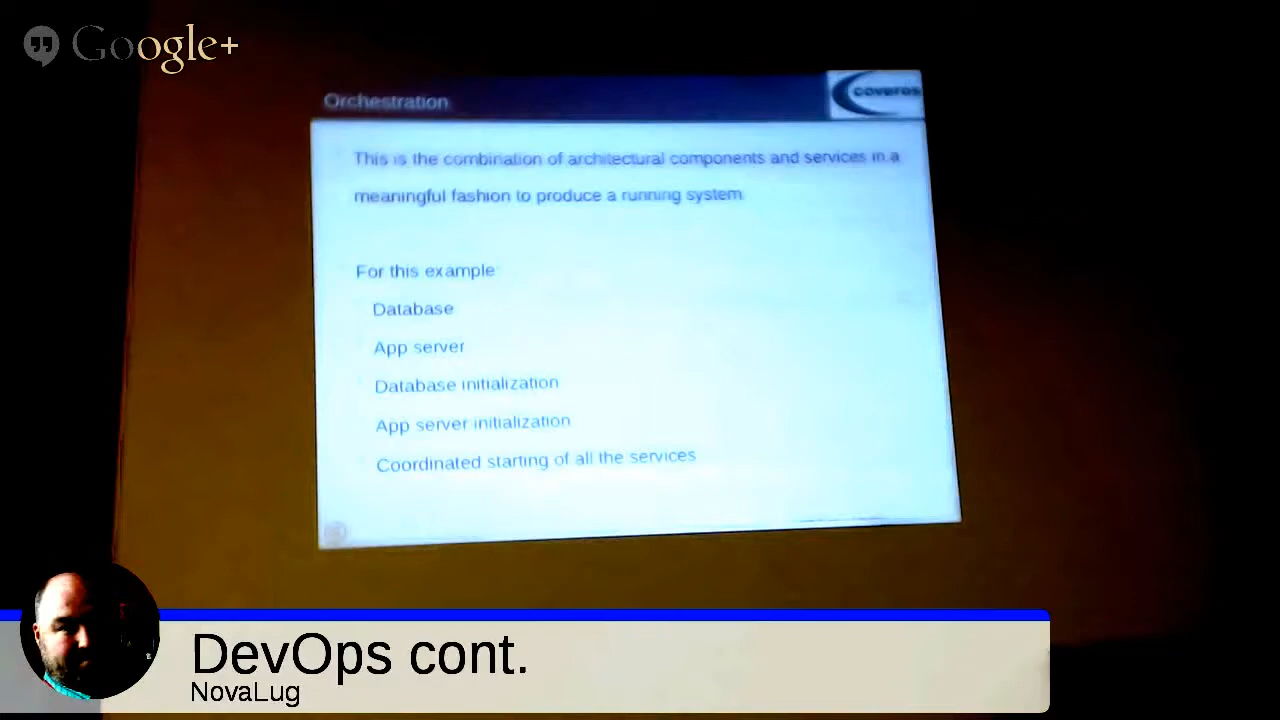 Google+
Orchestration
coveros
This is the combination of architectural components and services in a
meaningful fashion to produce a running system
For this example
Database
App server
Database initialization
App server initialization
Coordinated starting of all the services
DevOps cont.
NovaLug